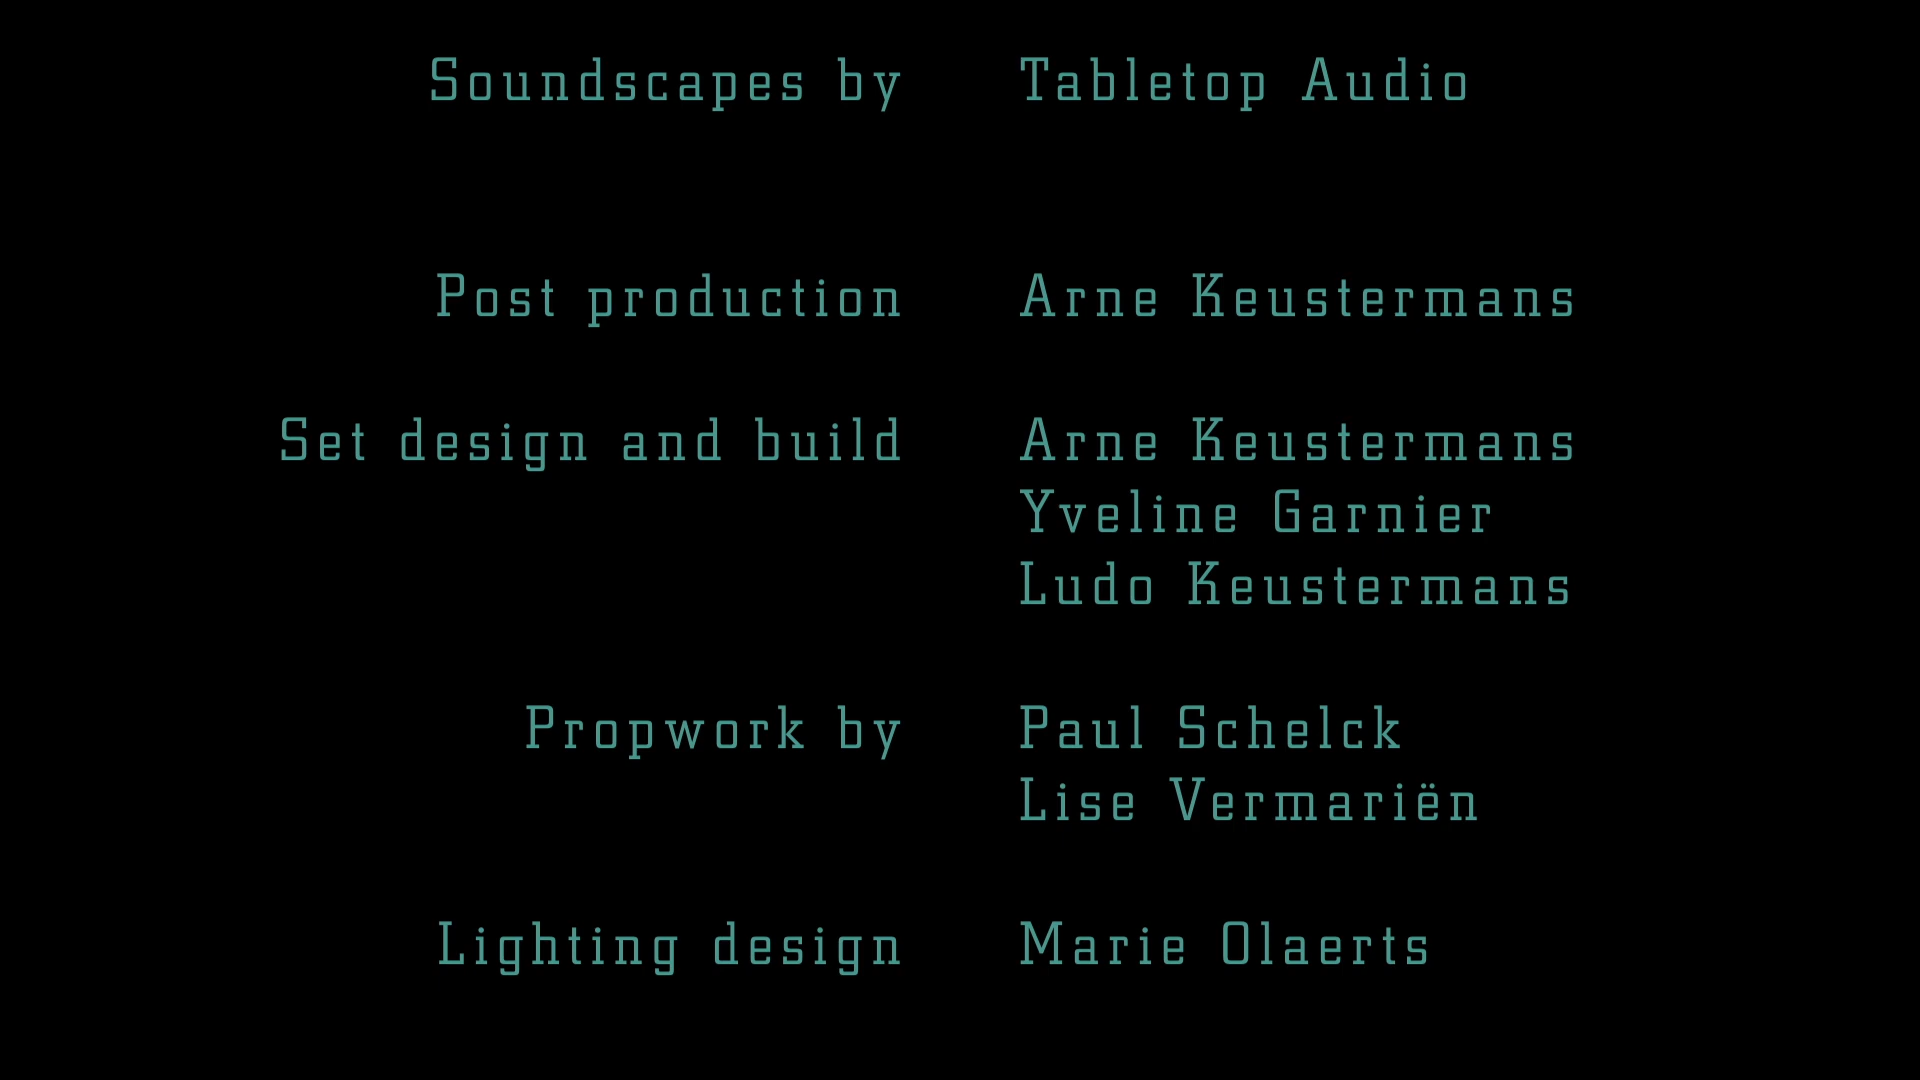 Soundscapes by Tabletop Audio
Post production Arne Keustermans
Set design and build Arne Keustermans
Yveline Garnier
Ludo Keustermans
Propwork by Paul Schelck
Lise Vermariën
Lighting design Marie Olaerts